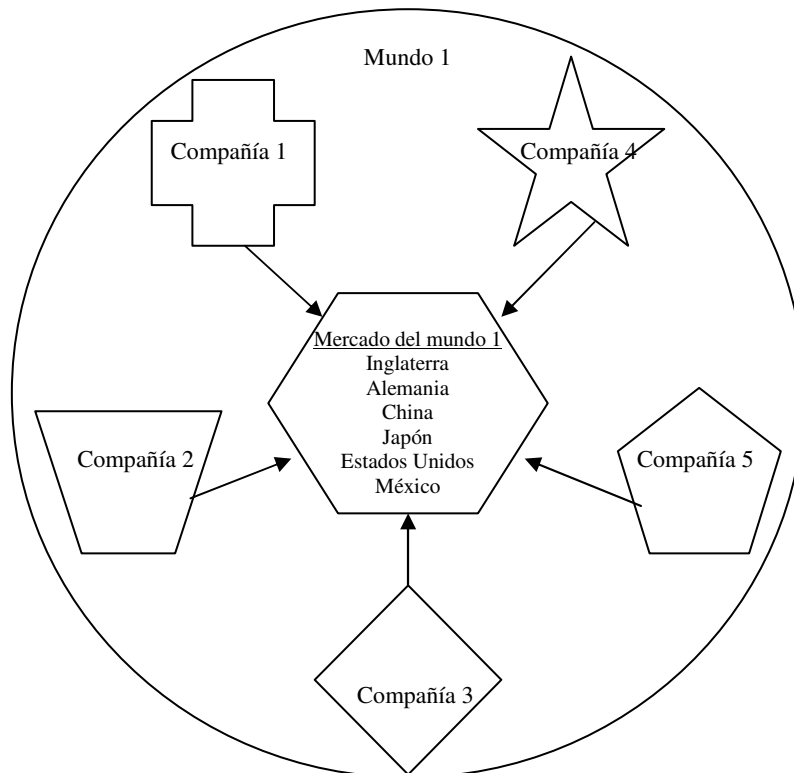 Mundo 1
Compañía 1
Compañía 4
Mercado del mundo 1
Inglaterra
Alemania
China
Japón
Estados Unidos
México
Compañía 2
Compañía 5
Compañía 3